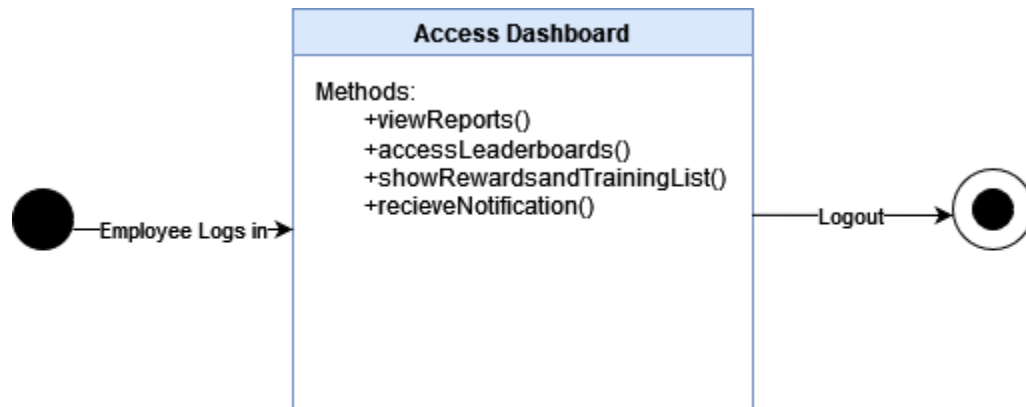 Access Dashboard
Methods:
+viewReports()
+accessLeaderboards()
+showRewardsandTrainingList()
+recieveNotification()
Employee Logs in
Logout